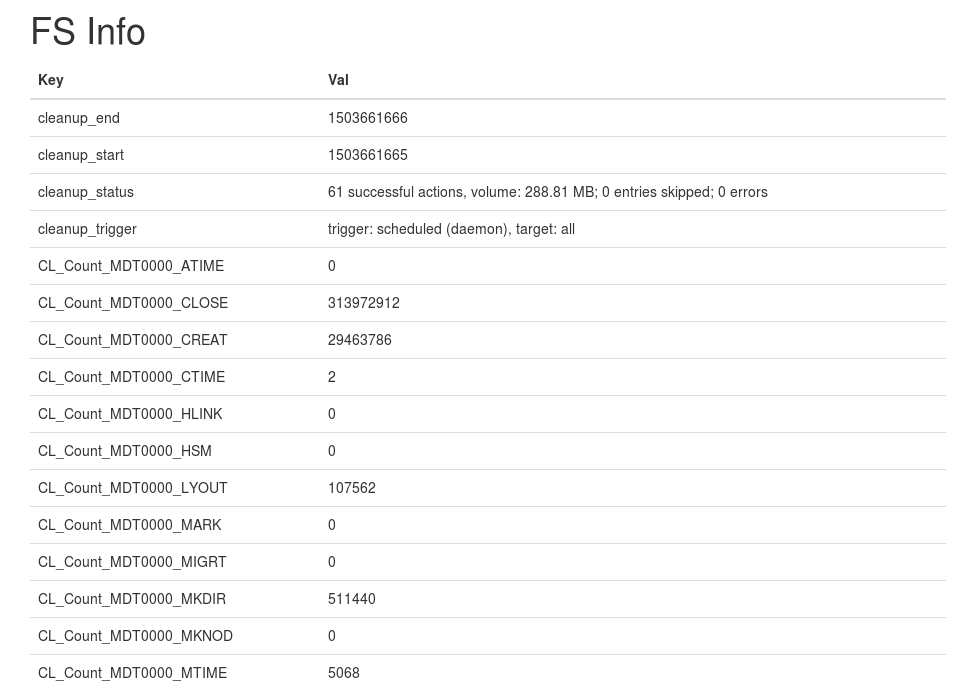 FS Info
Key Val
cleanup_end 1503661666
cleanup_start 1503661665
cleanup_status 61 successful actions, volume: 288.81 MB; 0 entries skipped; 0 errors
cleanup_trigger trigger: scheduled (daemon), target: all
CL_Count_MDT0000_ATIME 0
CL_Count_MDT0000_CLOSE 313972912
CL_Count_MDT0000_CREAT 29463786
CL_Count_MDT0000_CTIME 2
CL_Count_MDT0000_HLINK 0
CL_Count_MDT0000_HSM 0
CL_Count_MDT0000_LYOUT 107562
CL_Count_MDT0000_MARK 0
CL_Count_MDT0000_MIGRT 0
CL_Count_MDT0000_MKDIR 511440
CL_Count_MDT0000_MKNOD 0
CL_Count_MDT0000_MTIME 5068